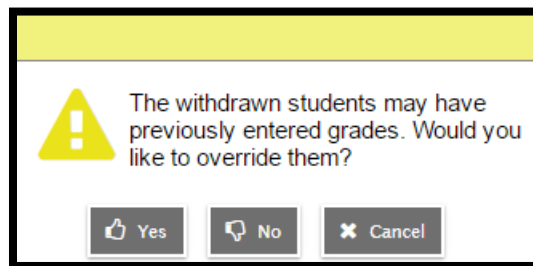 The withdrawn students may have
previously entered grades. Would you
like to override them?
Yes No Cancel